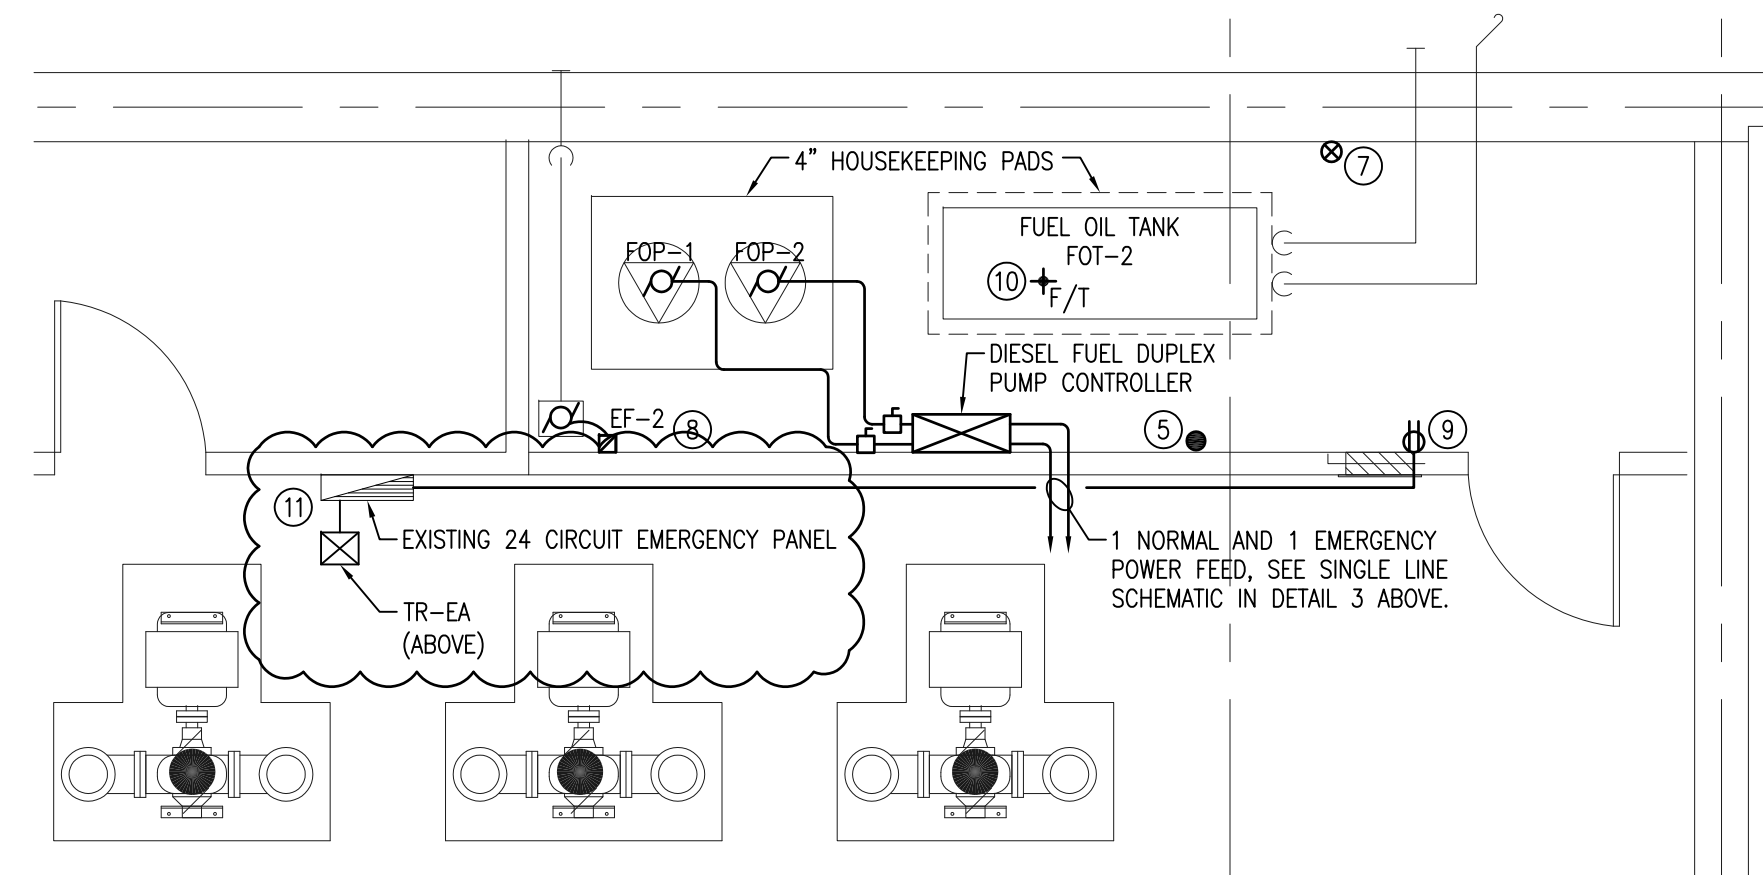 4” HOUSEKEEPING PADS
7
FOP-1
FOP-2
FUEL OIL TANK
FOT-2
10
F/T
DIESEL FUEL DUPLEX
PUMP CONTROLLER
EF-2
8
5
9
11
EXISTING 24 CIRCUIT EMERGENCY PANEL
1 NORMAL AND 1 EMERGENCY
POWER FEED, SEE SINGLE LINE
SCHEMATIC IN DETAIL 3 ABOVE.
TR-EA
(ABOVE)